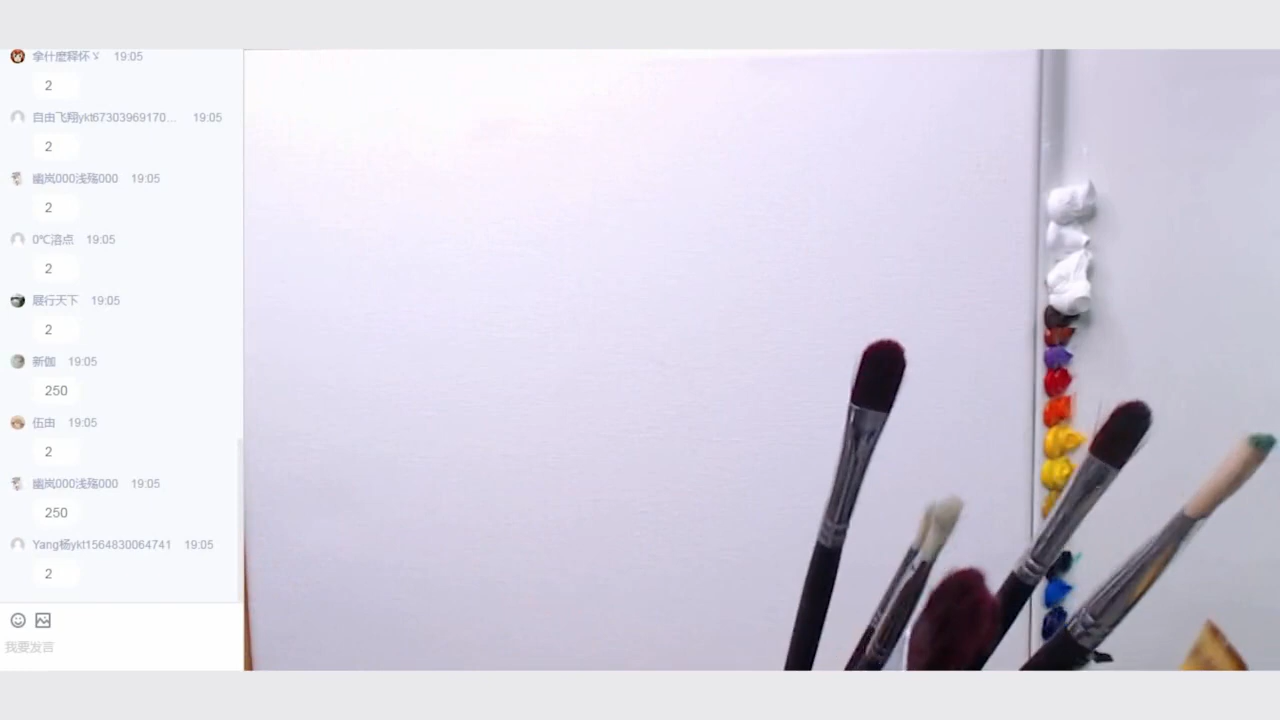 拿什麽释怀ゞ 19:05
2
自由飞翔ykt67303969170... 19:05
2
幽岚000浅殇000 19:05
2
0℃溶点 19:05
2
展行天下 19:05
2
新伽 19:05
250
伍由 19:05
2
幽岚000浅殇000 19:05
250
Yang杨ykt1564830064741 19:05
2
我要发言